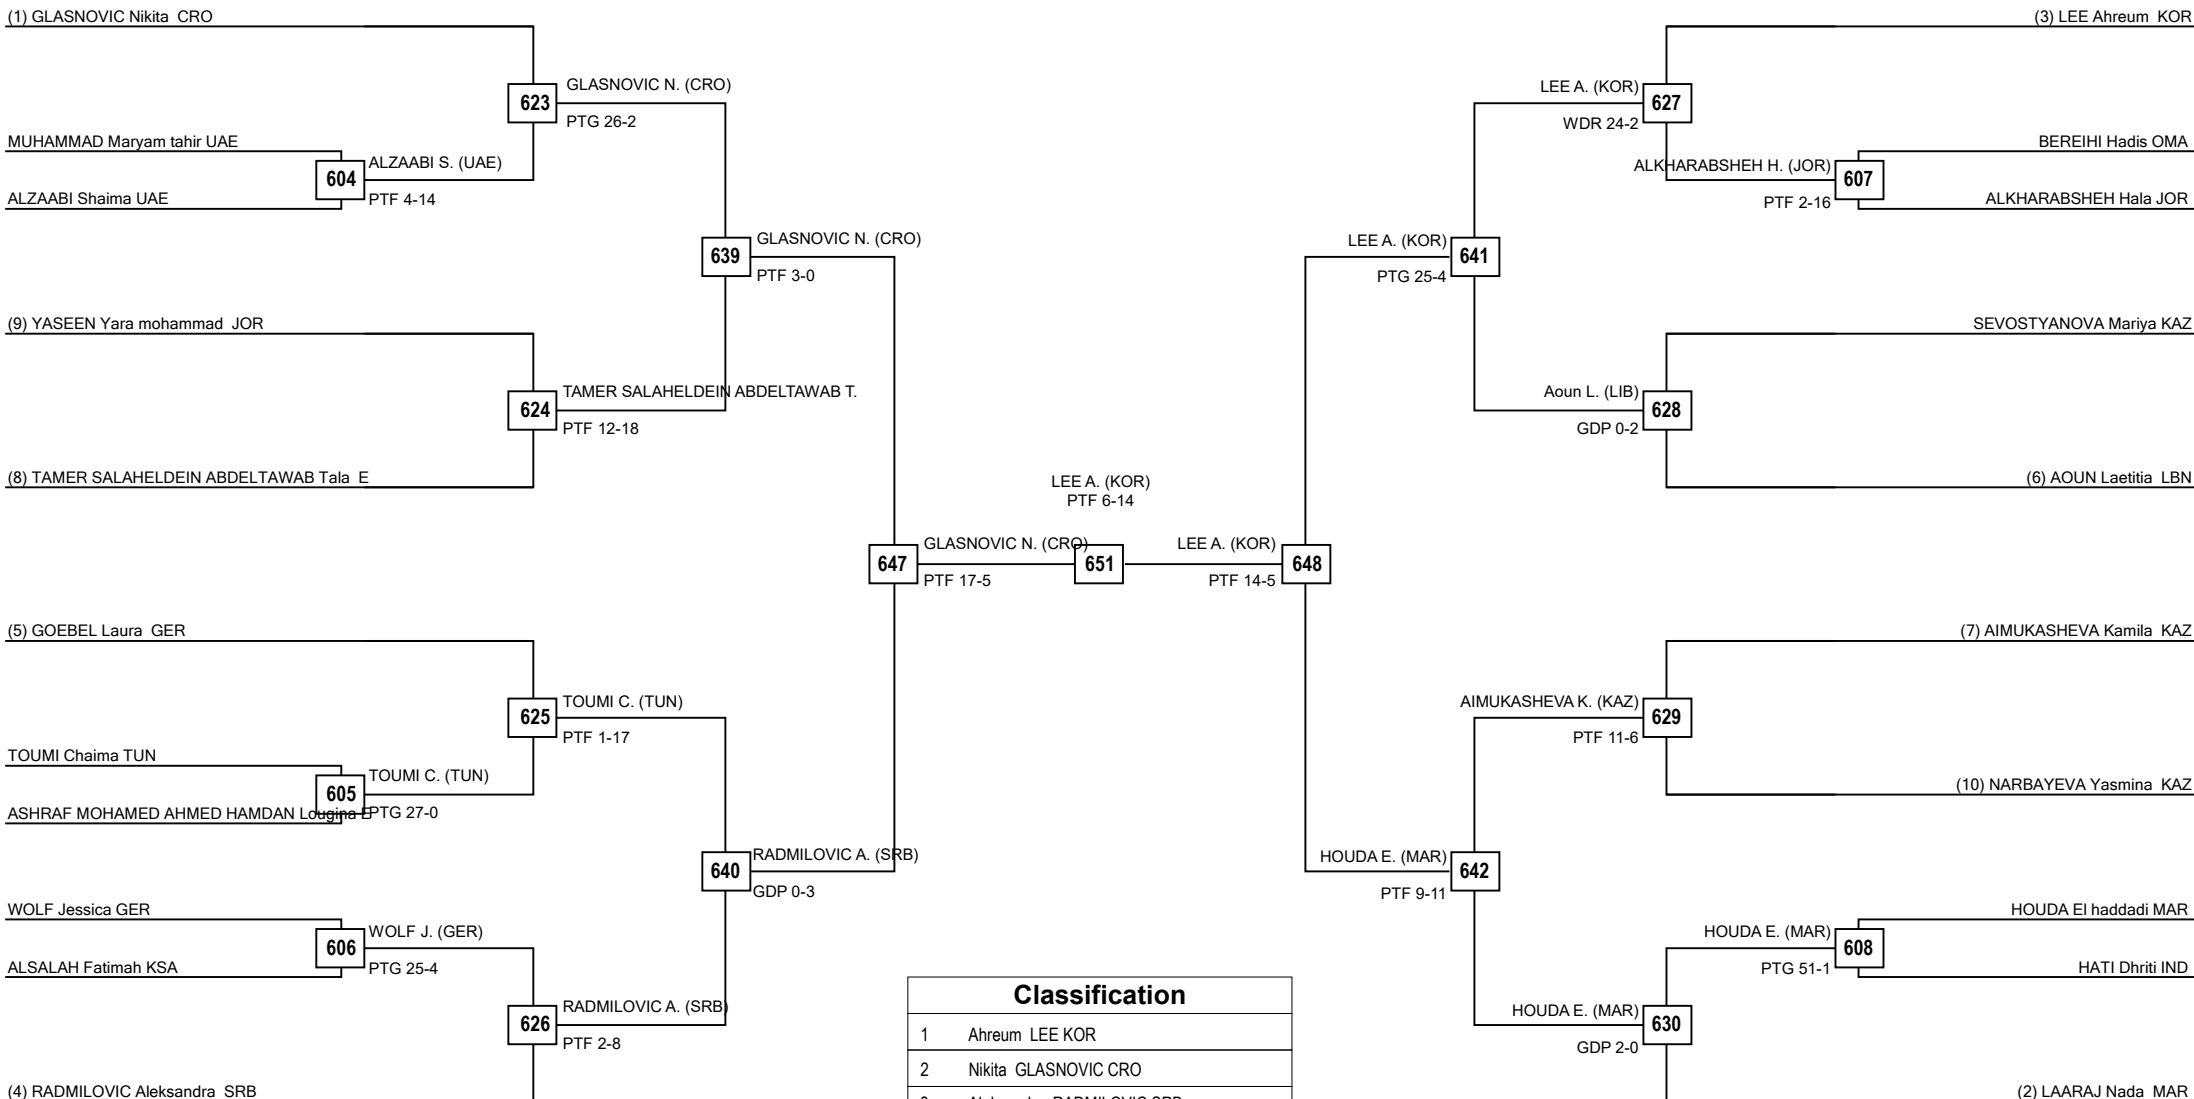 (1) GLASNOVIC Nikita CRO
(3) LEE Ahreum KOR
GLASNOVIC N. (CRO)
623
PTG 26-2
LEE A. (KOR)
627
WDR 24-2
MUHAMMAD Maryam tahir UAE
604
ALZAABI S. (UAE)
PTF 4-14
ALZAABI Shaima UAE
BEREIHI Hadis OMA
ALKHARABSHEH H. (JOR)
607
PTF 2-16
ALKHARABSHEH Hala JOR
639
GLASNOVIC N. (CRO)
PTF 3-0
LEE A. (KOR)
641
PTG 25-4
(9) YASEEN Yara mohammad JOR
SEVOSTYANOVA Mariya KAZ
624
TAMER SALAHELDEIN ABDELTAWAB T.
PTF 12-18
Aoun L. (LIB)
628
GDP 0-2
(8) TAMER SALAHELDEIN ABDELTAWAB Tala E
(6) AOUN Laetitia LBN
LEE A. (KOR)
PTF 6-14
647
GLASNOVIC N. (CRO)
PTF 17-5
651
LEE A. (KOR)
648
PTF 14-5
(5) GOEBEL Laura GER
(7) AIMUKASHEVA Kamila KAZ
625
TOUMI C. (TUN)
PTF 1-17
AIMUKASHEVA K. (KAZ)
629
PTF 11-6
TOUMI Chaima TUN
605
TOUMI C. (TUN)
PTG 27-0
ASHRAF MOHAMED AHMED HAMDAN Lougina E
(10) NARBAYEVA Yasmina KAZ
640
RADMILOVIC A. (SRB)
GDP 0-3
HOUDA E. (MAR)
642
PTF 9-11
WOLF Jessica GER
606
WOLF J. (GER)
PTG 25-4
ALSALAH Fatimah KSA
HOUDA El haddadi MAR
HOUDA E. (MAR)
608
PTG 51-1
HATI Dhriti IND
626
RADMILOVIC A. (SRB)
PTF 2-8
HOUDA E. (MAR)
630
GDP 2-0
(4) RADMILOVIC Aleksandra SRB
(2) LAARAJ Nada MAR
Classification
1 Ahreum LEE KOR
2 Nikita GLASNOVIC CRO